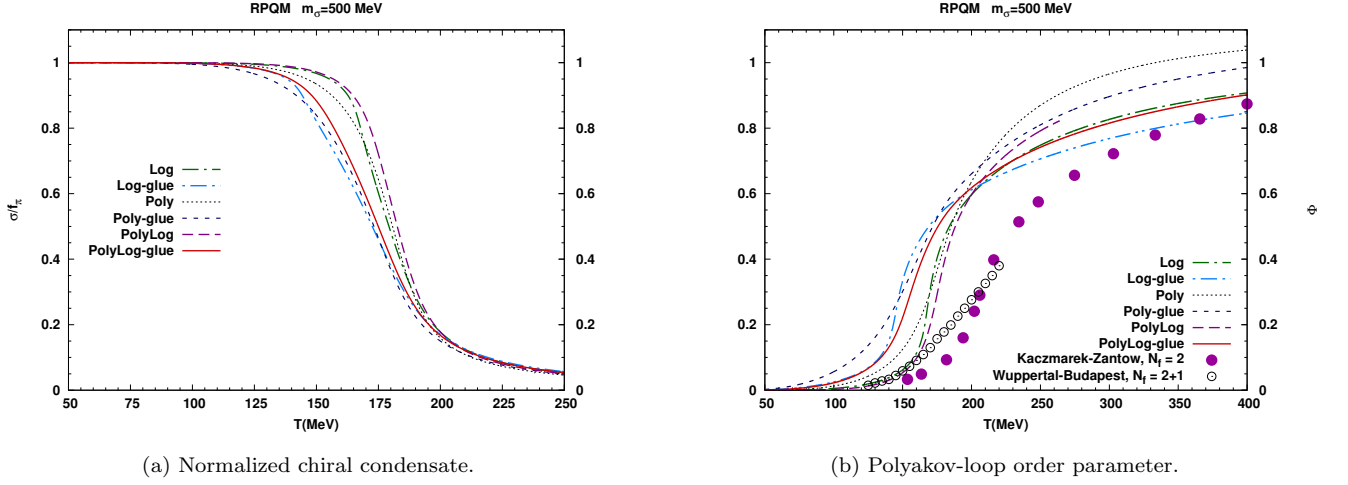 RPQM m_σ=500 MeV
1
0.8
0.6
0.4
0.2
0
1
0.8
0.6
0.4
0.2
0
σ/f_π
Log
Log-glue
Poly
Poly-glue
PolyLog
PolyLog-glue
50 75 100 125 150 175 200 225 250
T(MeV)
(a) Normalized chiral condensate.
RPQM m_σ=500 MeV
1
0.8
0.6
0.4
0.2
0
1
0.8
0.6
0.4
0.2
0
Φ
Log
Log-glue
Poly
Poly-glue
PolyLog
PolyLog-glue
Kaczmarek-Zantow, N_f = 2
Wuppertal-Budapest, N_f = 2+1
50 100 150 200 250 300 350 400
T(MeV)
(b) Polyakov-loop order parameter.